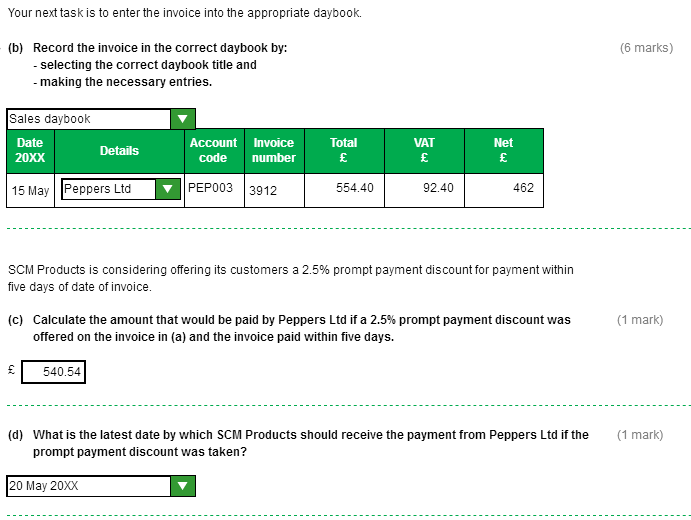 Your next task is to enter the invoice into the appropriate daybook.
(b) Record the invoice in the correct daybook by: (6 marks)
- selecting the correct daybook title and
- making the necessary entries.
Sales daybook
Date 20XX Details Account code Invoice number Total £ VAT £ Net £
15 May Peppers Ltd PEP003 3912 554.40 92.40 462
SCM Products is considering offering its customers a 2.5% prompt payment discount for payment within
five days of date of invoice.
(c) Calculate the amount that would be paid by Peppers Ltd if a 2.5% prompt payment discount was (1 mark)
offered on the invoice in (a) and the invoice paid within five days.
£ 540.54
(d) What is the latest date by which SCM Products should receive the payment from Peppers Ltd if the (1 mark)
prompt payment discount was taken?
20 May 20XX